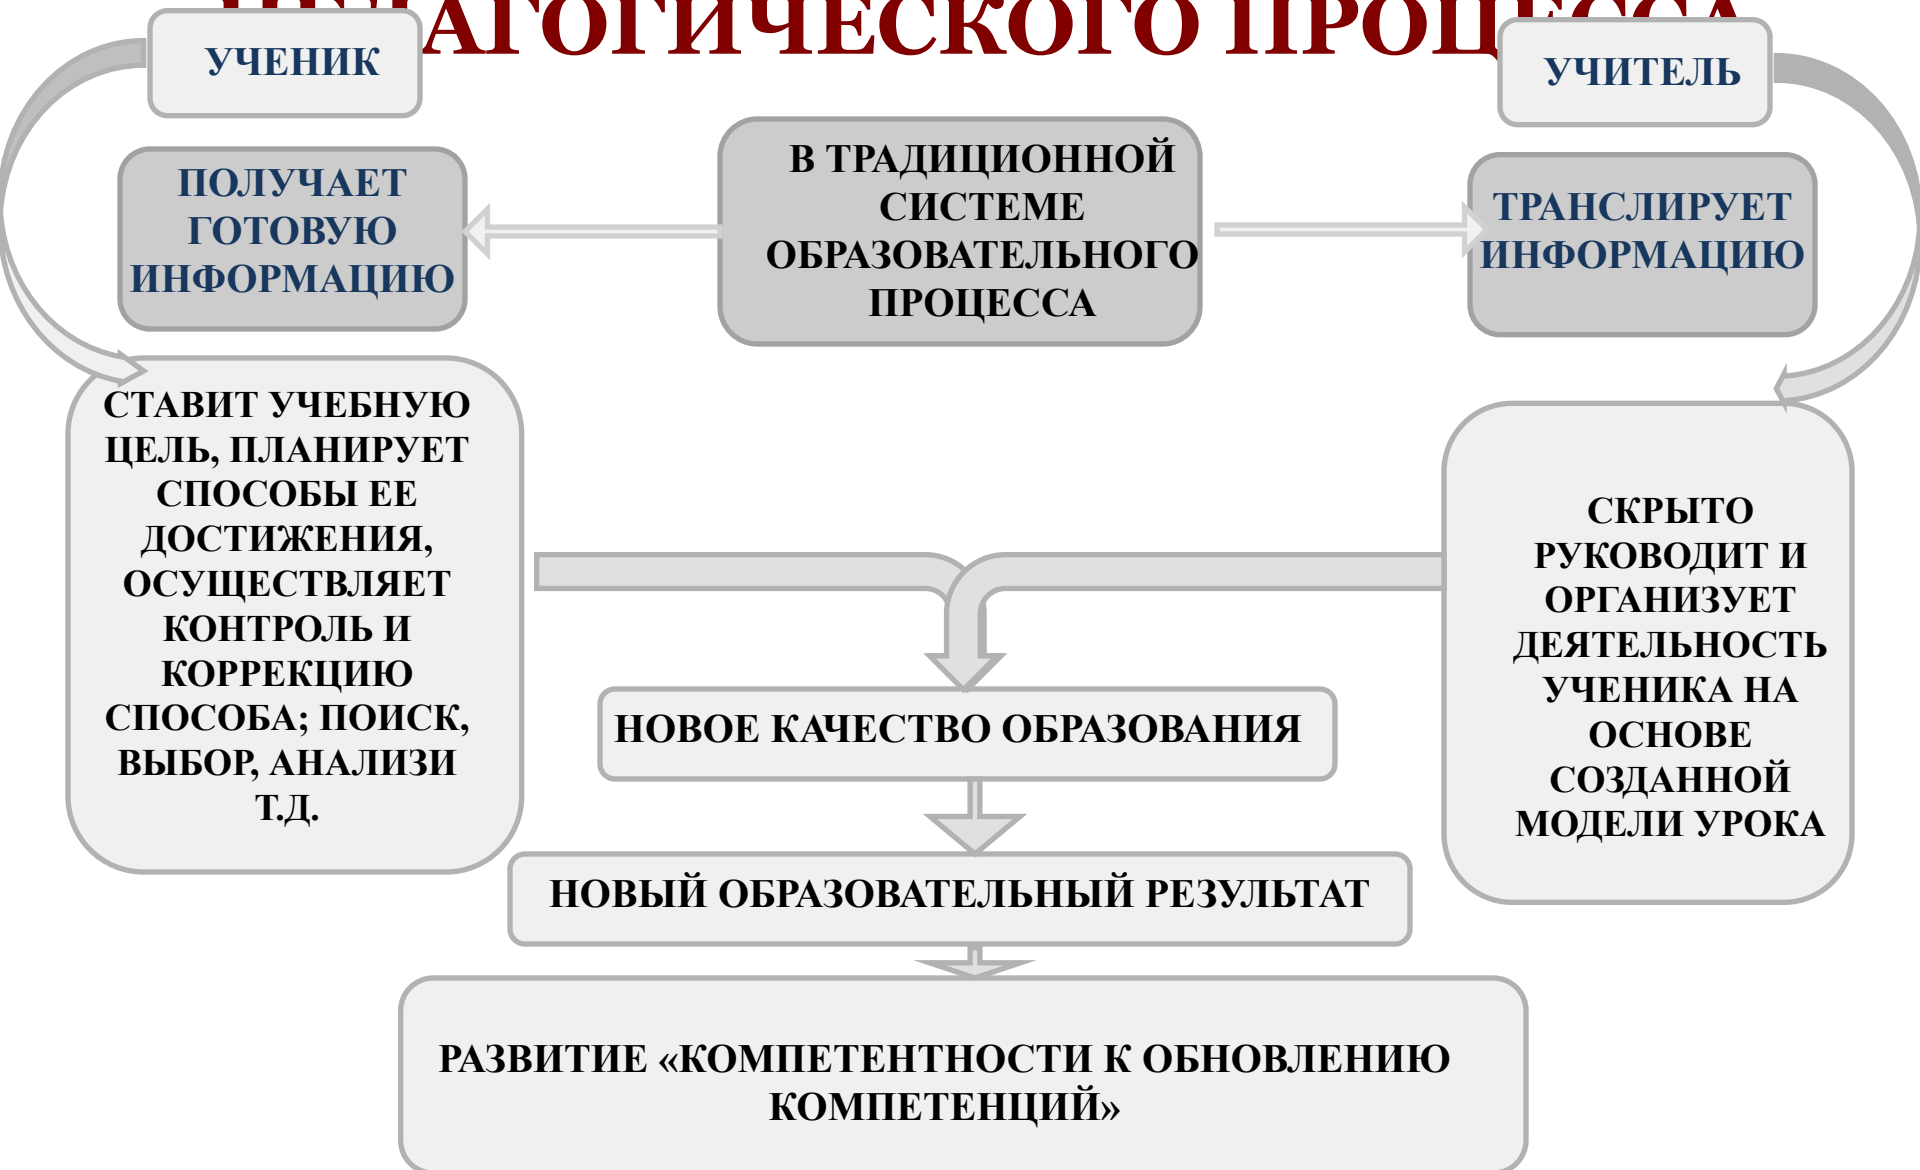 ПЕДАГОГИЧЕСКОГО ПРОЦЕССА
УЧЕНИК
УЧИТЕЛЬ
ПОЛУЧАЕТ
ГОТОВУЮ
ИНФОРМАЦИЮ
В ТРАДИЦИОННОЙ
СИСТЕМЕ
ОБРАЗОВАТЕЛЬНОГО
ПРОЦЕССА
ТРАНСЛИРУЕТ
ИНФОРМАЦИЮ
СТАВИТ УЧЕБНУЮ
ЦЕЛЬ, ПЛАНИРУЕТ
СПОСОБЫ ЕЕ
ДОСТИЖЕНИЯ,
ОСУЩЕСТВЛЯЕТ
КОНТРОЛЬ И
КОРРЕКЦИЮ
СПОСОБА; ПОИСК,
ВЫБОР, АНАЛИЗИ
Т.Д.
СКРЫТО
РУКОВОДИТ И
ОРГАНИЗУЕТ
ДЕЯТЕЛЬНОСТЬ
УЧЕНИКА НА
ОСНОВЕ
СОЗДАННОЙ
МОДЕЛИ УРОКА
НОВОЕ КАЧЕСТВО ОБРАЗОВАНИЯ
НОВЫЙ ОБРАЗОВАТЕЛЬНЫЙ РЕЗУЛЬТАТ
РАЗВИТИЕ «КОМПЕТЕНТНОСТИ К ОБНОВЛЕНИЮ
КОМПЕТЕНЦИЙ»